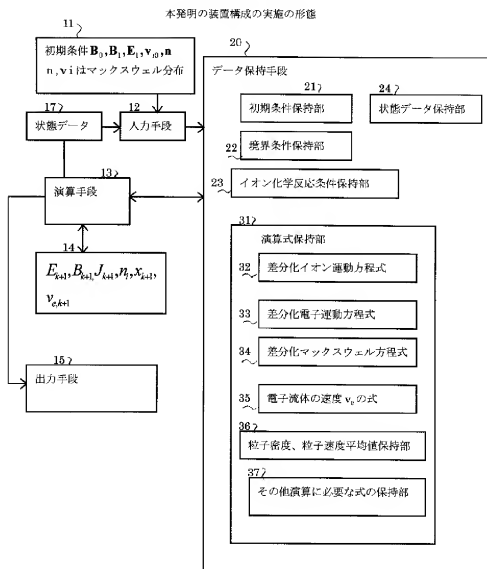 本発明の装置構成の実施の形態
11
初期条件B₀,B₁,E₁,v_{i0},n
n,viはマックスウェル分布
17
状態データ
12
入力手段
13
演算手段
14
E_{k+1},B_{k+1},J_{k+1},n_i,x_{k+1},
v_{e,k+1}
15
出力手段
20
データ保持手段
21
初期条件保持部
24
状態データ保持部
22
境界条件保持部
23
イオン化学反応条件保持部
31
演算式保持部
32
差分化イオン運動方程式
33
差分化電子運動方程式
34
差分化マックスウェル方程式
35
電子流体の速度v_eの式
36
粒子密度、粒子速度平均値保持部
37
その他演算に必要な式の保持部